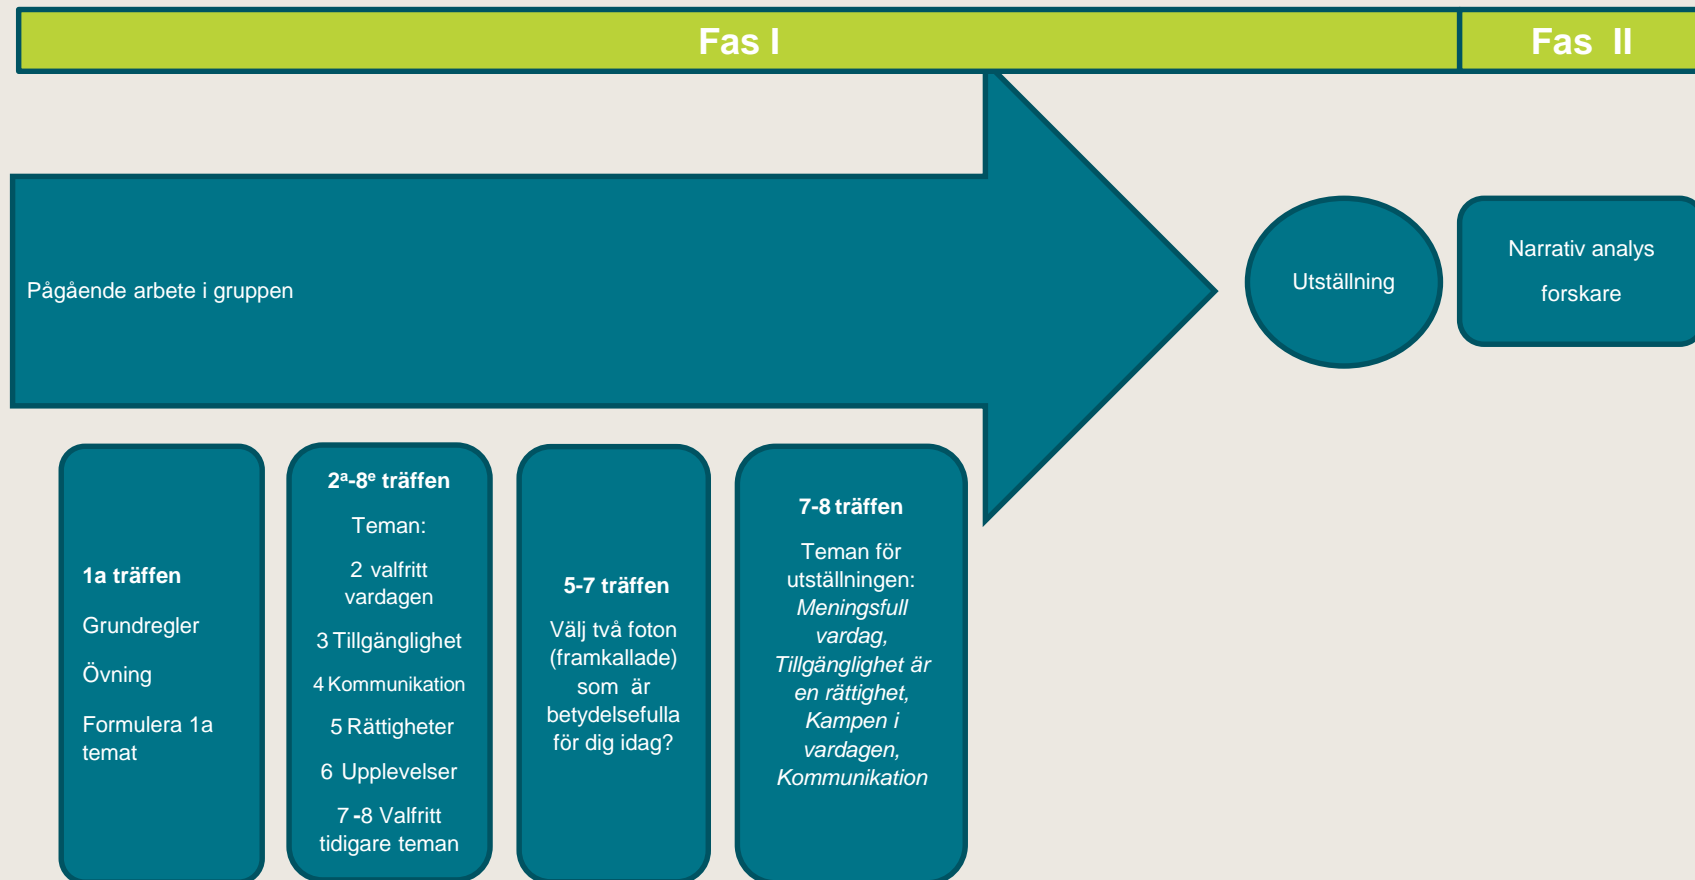 Fas I
Fas II
Pågående arbete i gruppen
Utställning
Narrativ analys
forskare
1a träffen
Grundregler
Övning
Formulera 1a
temat
2ª-8ᵉ träffen
Teman:
2 valfritt
vardagen
3 Tillgänglighet
4 Kommunikation
5 Rättigheter
6 Upplevelser
7-8 Valfritt
tidigare teman
5-7 träffen
Välj två foton
(framkallade)
som är
betydelsefulla
för dig idag?
7-8 träffen
Teman för
utställningen:
Meningsfull
vardag,
Tillgänglighet är
en rättighet,
Kampen i
vardagen,
Kommunikation